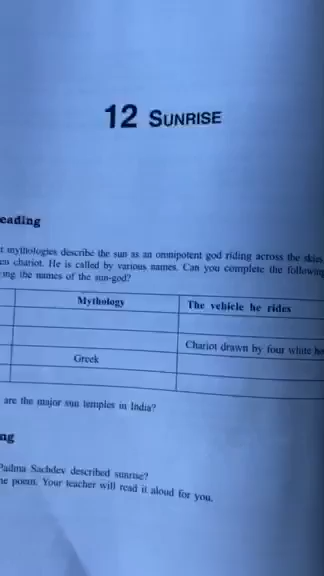 12 SUNRISE
eading
mythologies describe the sun as an omnipotent god riding across the skies
chariot. He is called by various names. Can you complete the following
ing the names of the sun-god?
Mythology The vehicle he rides
Chariot drawn by four white
Greek
are the major sun temples in India?
ng
Padma Sachdev described sunrise?
poem. Your teacher will read it aloud for you.